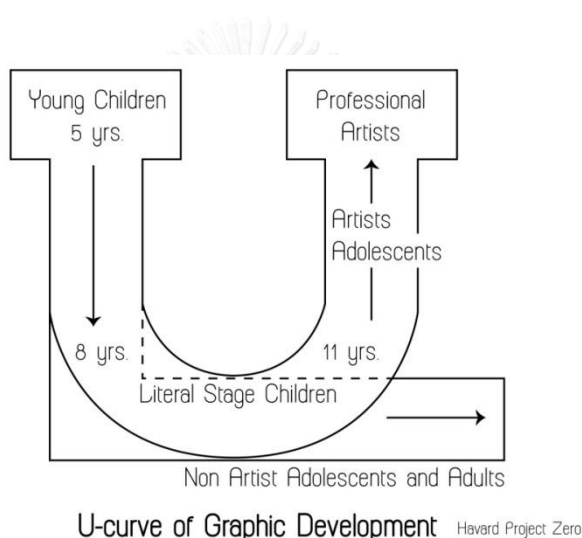 Young Children
5 yrs.
Professional
Artists
Artists
Adolescents
8 yrs.
11 yrs.
Literal Stage Children
Non Artist Adolescents and Adults
U-curve of Graphic Development Havard Project Zero